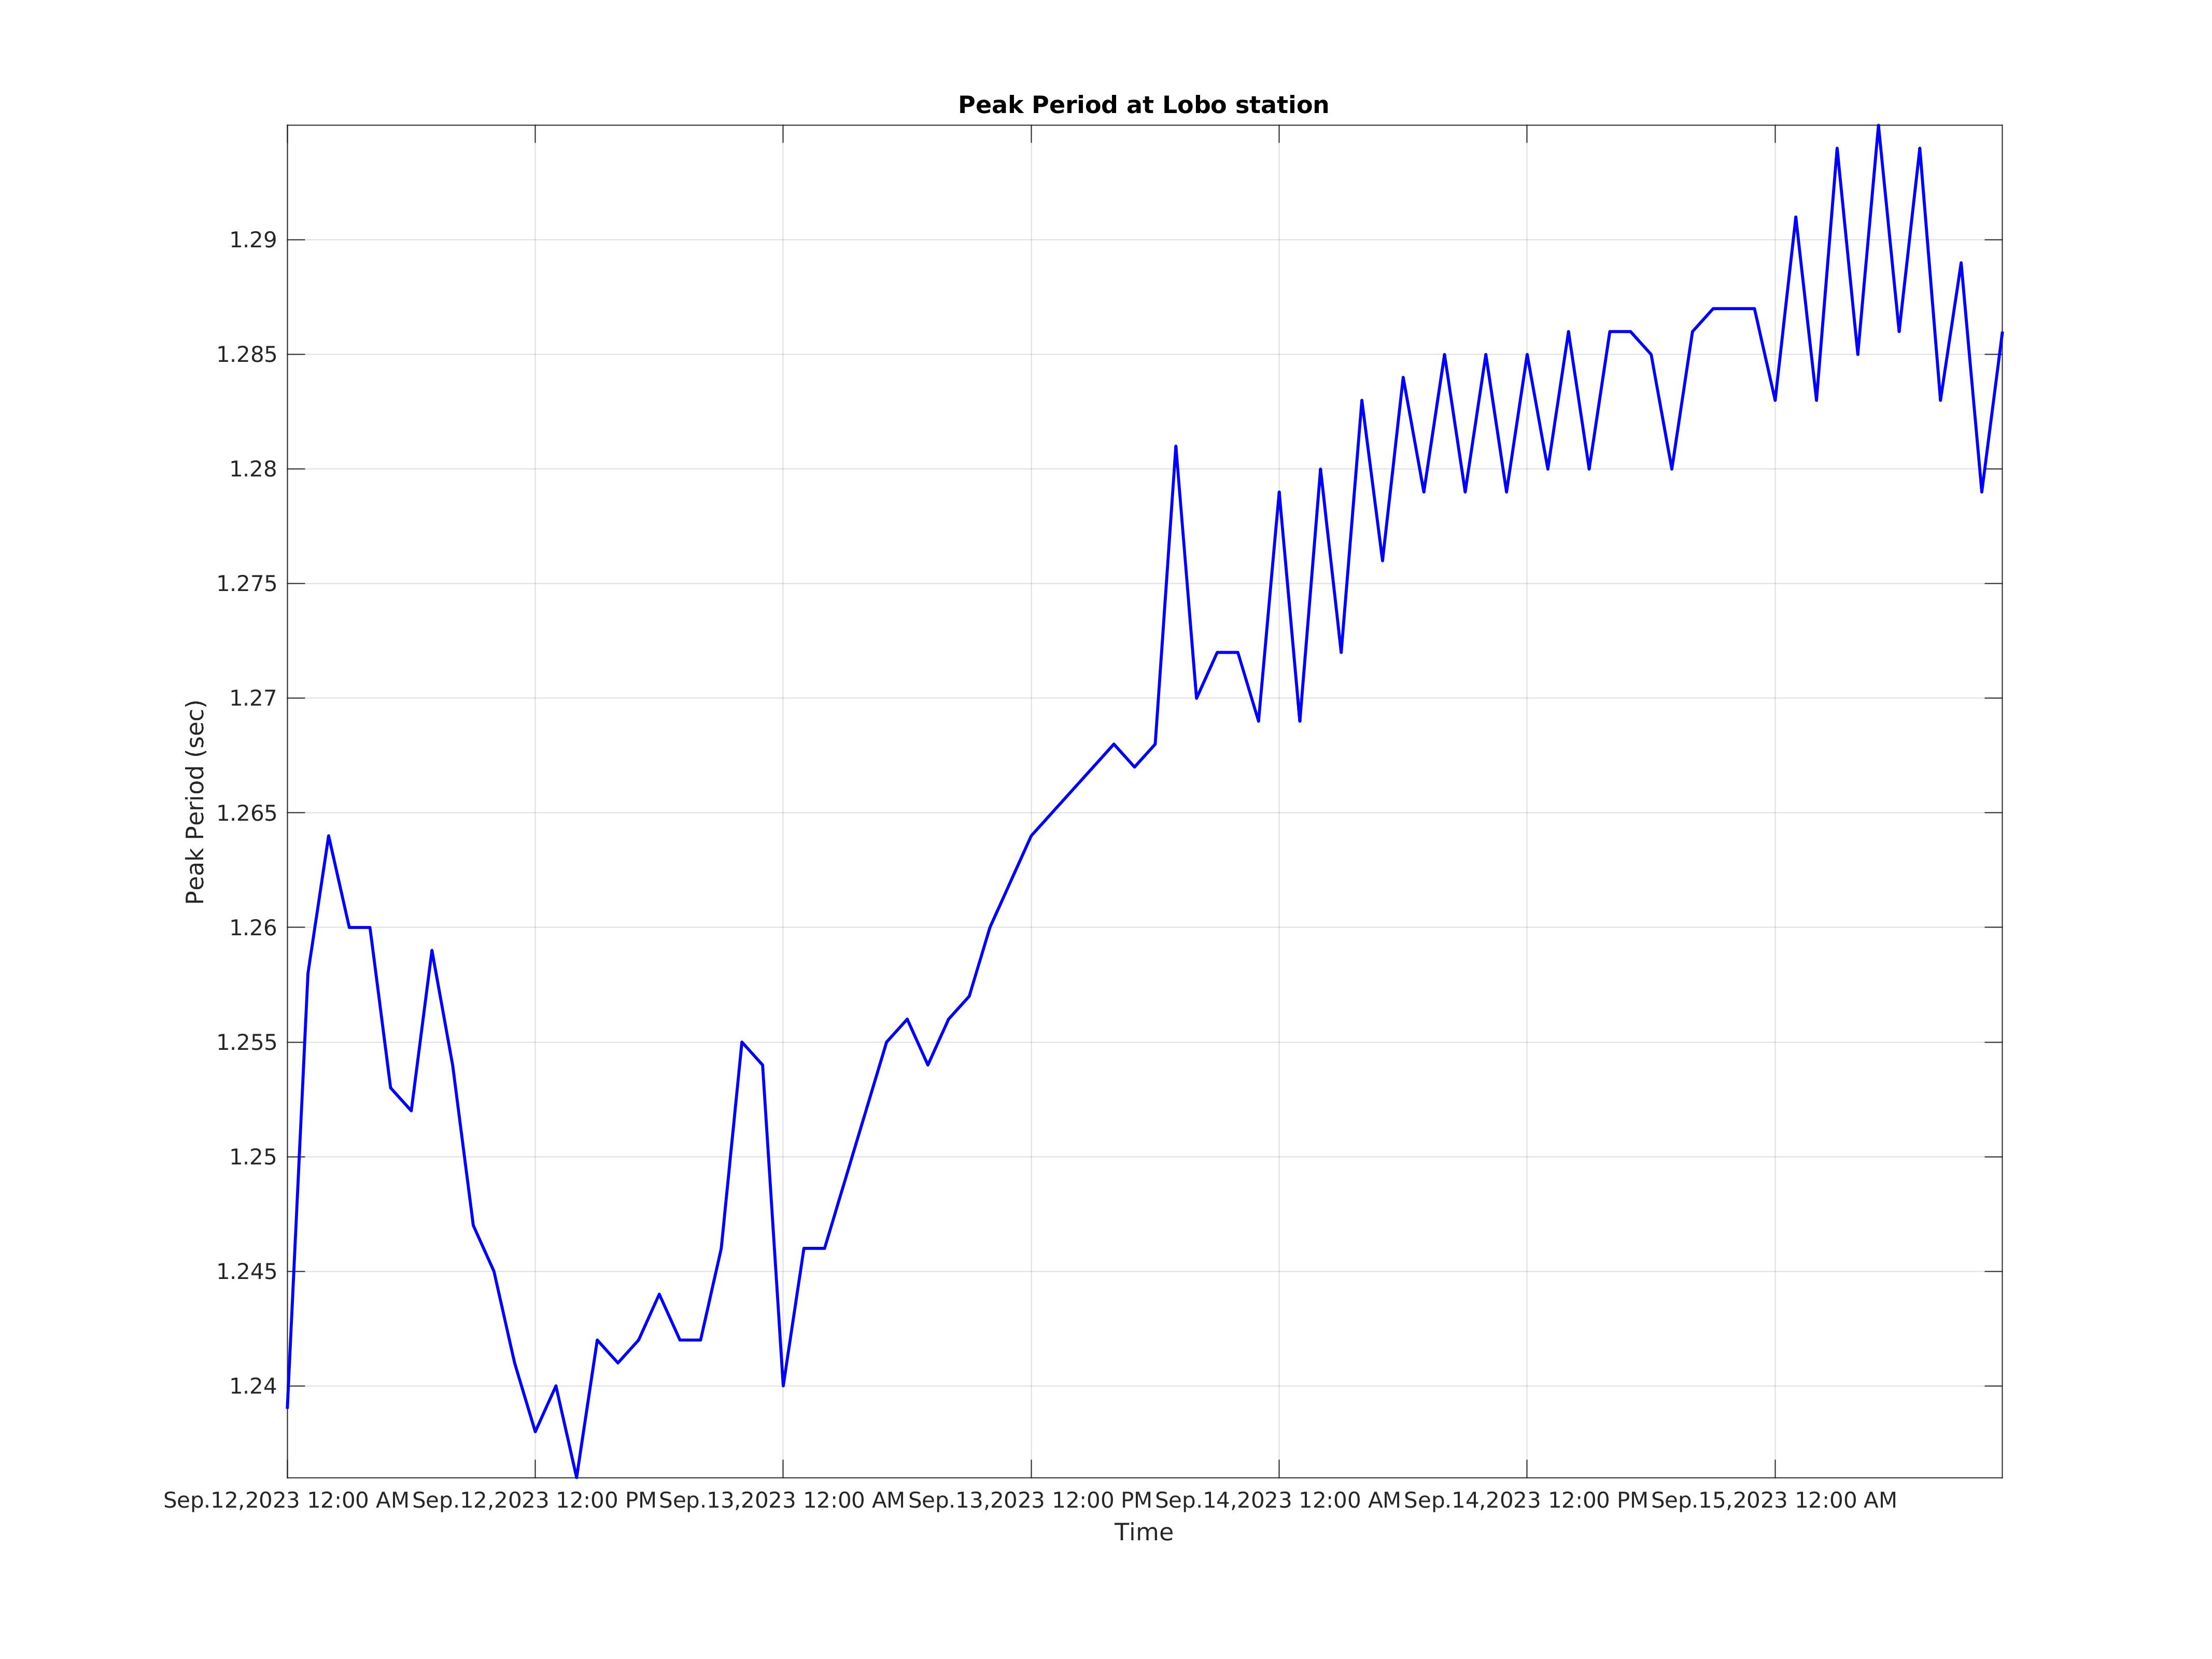 Peak Period at Lobo station
Peak Period (sec)
1.29
1.285
1.28
1.275
1.27
1.265
1.26
1.255
1.25
1.245
1.24
Sep.12,2023 12:00 AM Sep.12,2023 12:00 PM Sep.13,2023 12:00 AM Sep.13,2023 12:00 PM Sep.14,2023 12:00 AM Sep.14,2023 12:00 PM Sep.15,2023 12:00 AM
Time